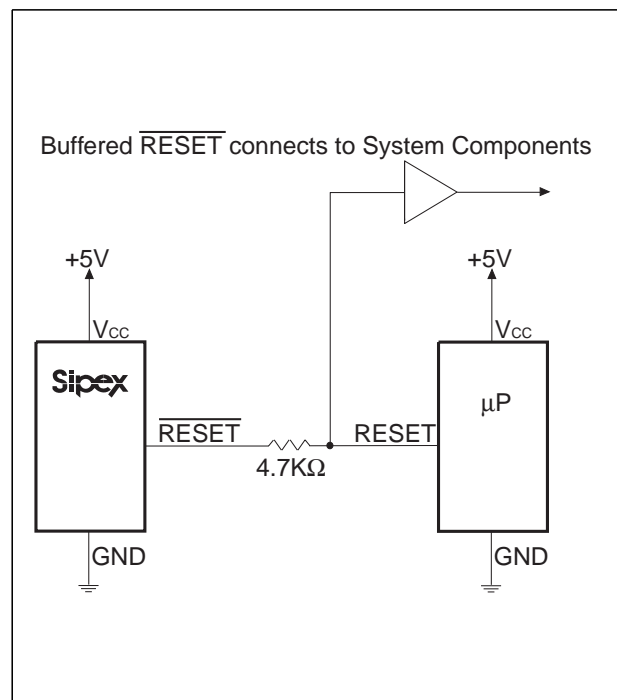 Buffered RESET connects to System Components
+5V
+5V
VCC
VCC
Sipex
μP
RESET
RESET
4.7KΩ
GND
GND